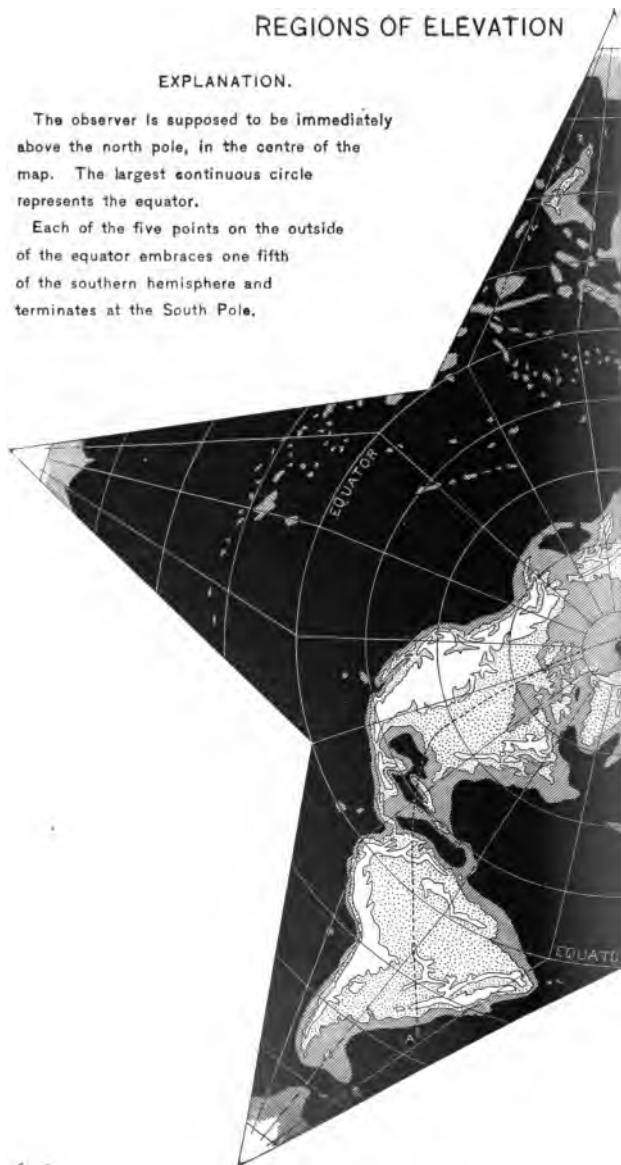 REGIONS OF ELEVATION
EXPLANATION.
The observer is supposed to be immediately
above the north pole, in the centre of the
map. The largest continuous circle
represents the equator.
Each of the five points on the outside
of the equator embraces one fifth
of the southern hemisphere and
terminates at the South Pole.
EQUATOR
EQUATO
A